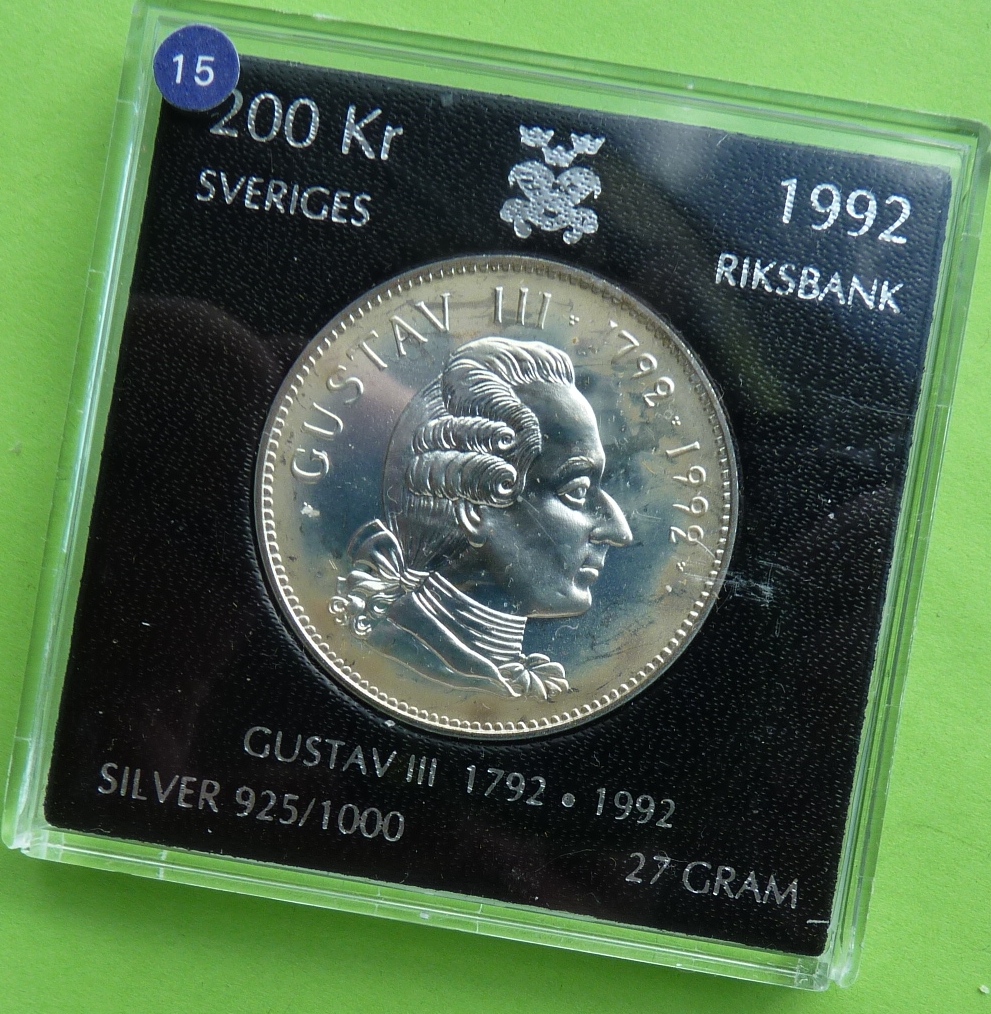 15
200 Kr
SVERIGES
1992
RIKSBANK
GUSTAV III · 1792 · 1992 ·
GUSTAV III 1792 • 1992
SILVER 925/1000
27 GRAM